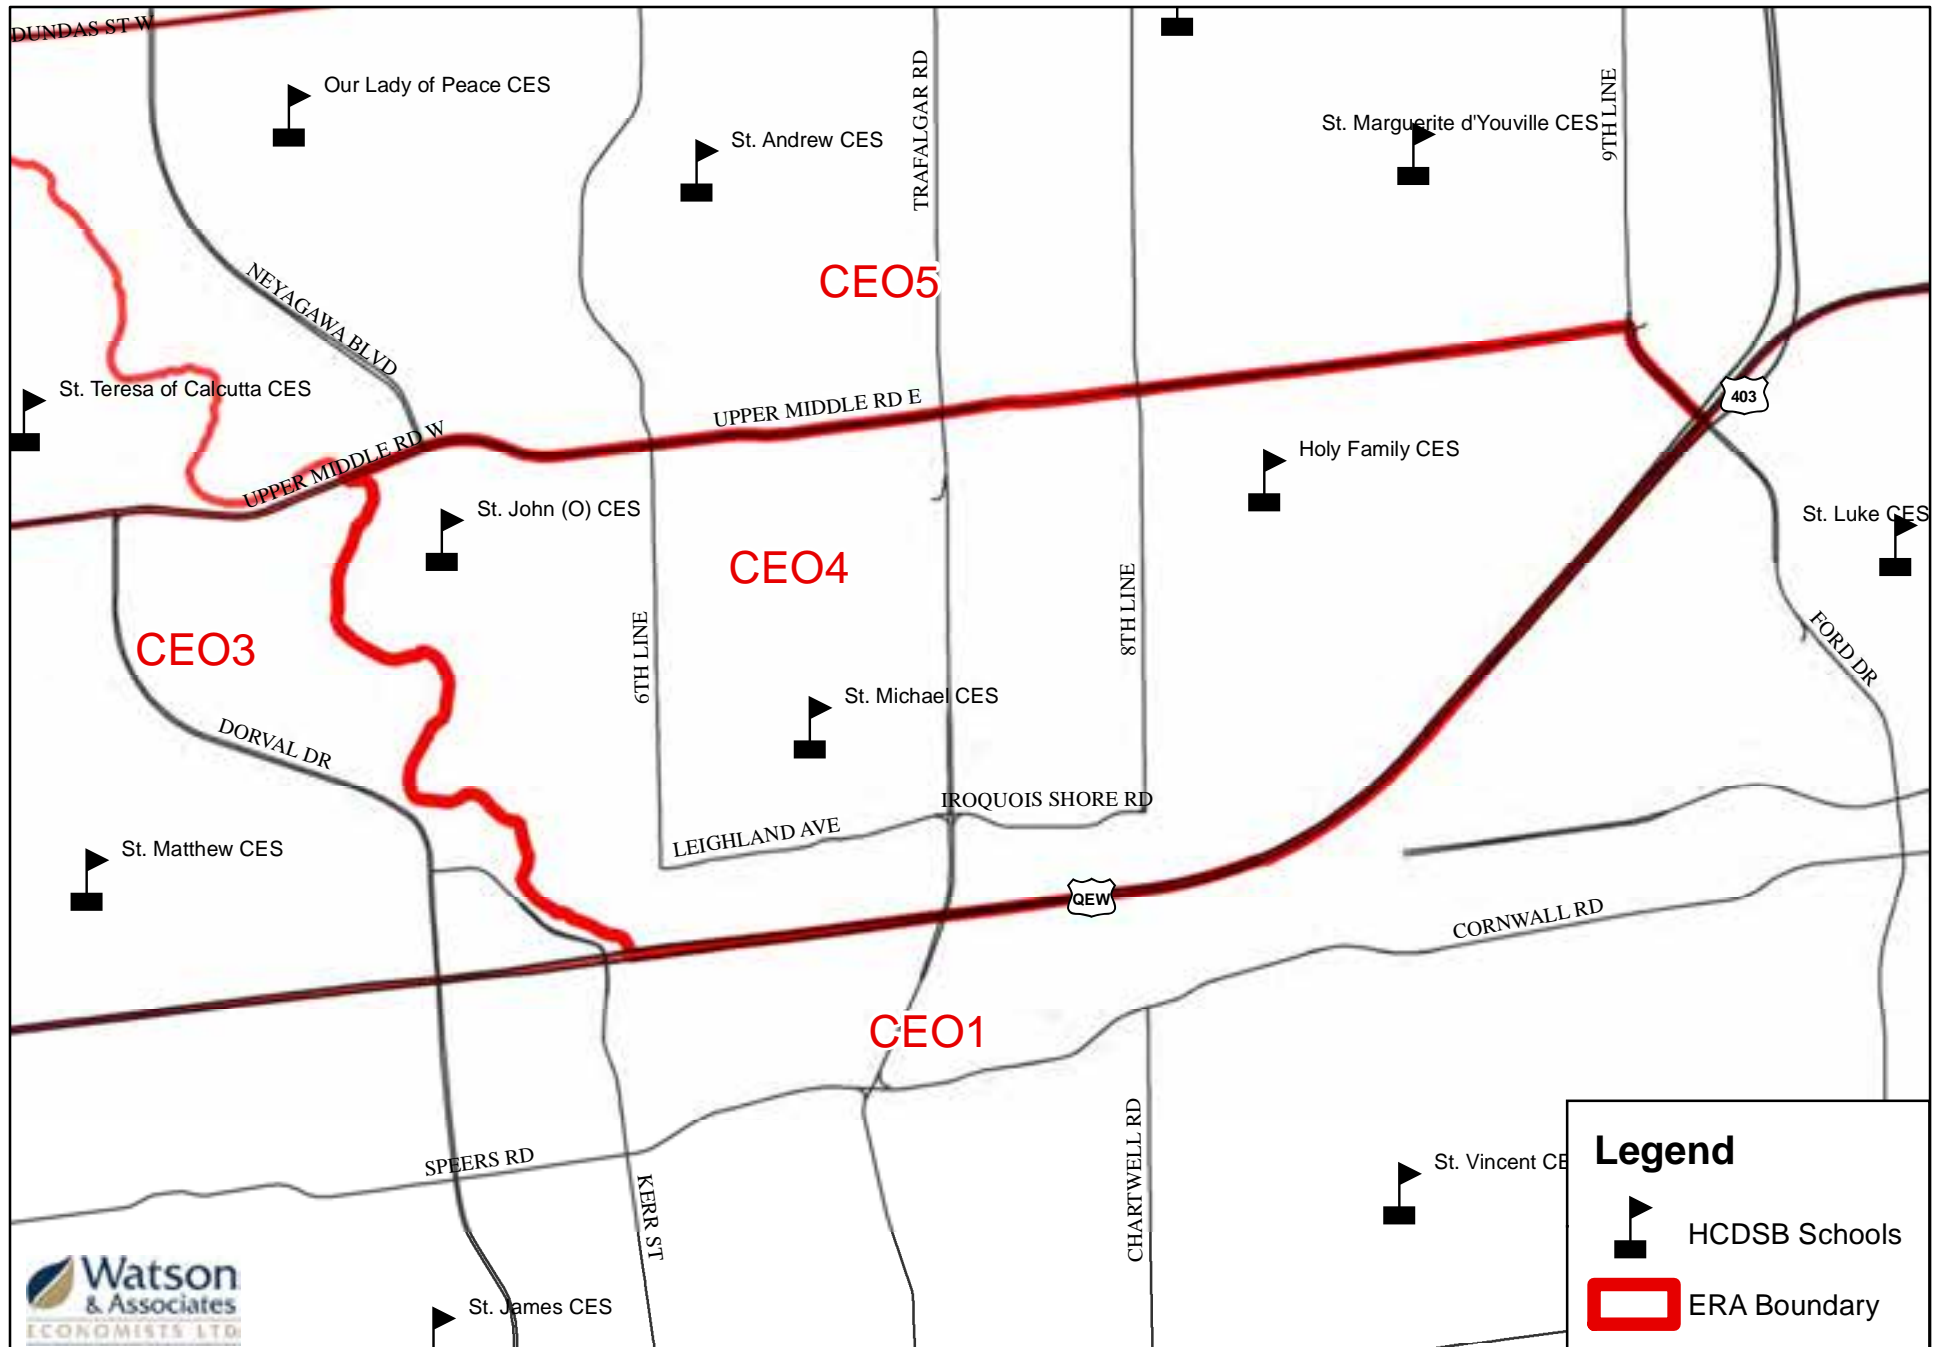 DUNDAS ST W
Our Lady of Peace CES
St. Andrew CES
TRAFALGAR RD
St. Marguerite d'Youville CES
9TH LINE
CEO5
NEYAGAWA BLVD
St. Teresa of Calcutta CES
UPPER MIDDLE RD E
403
UPPER MIDDLE RD W
Holy Family CES
St. John (O) CES
St. Luke CES
CEO4
8TH LINE
6TH LINE
CEO3
FORD DR
St. Michael CES
DORVAL DR
IROQUOIS SHORE RD
LEIGHLAND AVE
St. Matthew CES
QEW
CORNWALL RD
CEO1
SPEERS RD
KERR ST
CHARTWELL RD
St. Vincent CE
St. James CES
Legend
HCDSB Schools
ERA Boundary
Watson
& Associates
ECONOMISTS LTD